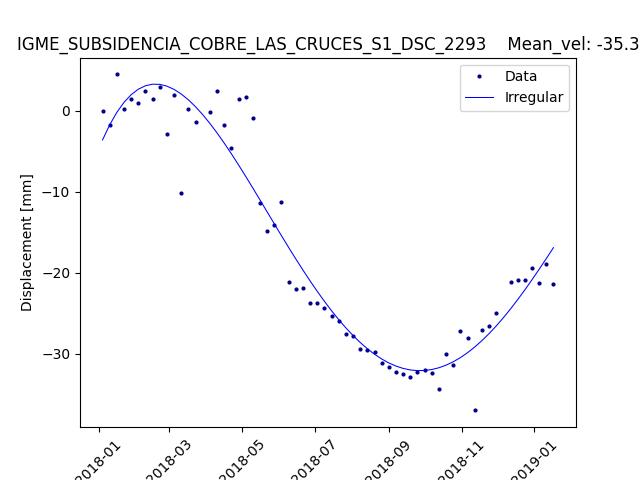 IGME_SUBSIDENCIA_COBRE_LAS_CRUCES_S1_DSC_2293    Mean_vel: -35.3
Data
Irregular
Displacement [mm]
0
−10
−20
−30
2018-01
2018-03
2018-05
2018-07
2018-09
2018-11
2019-01